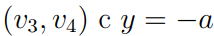 (v₃, v₄) с y = −a